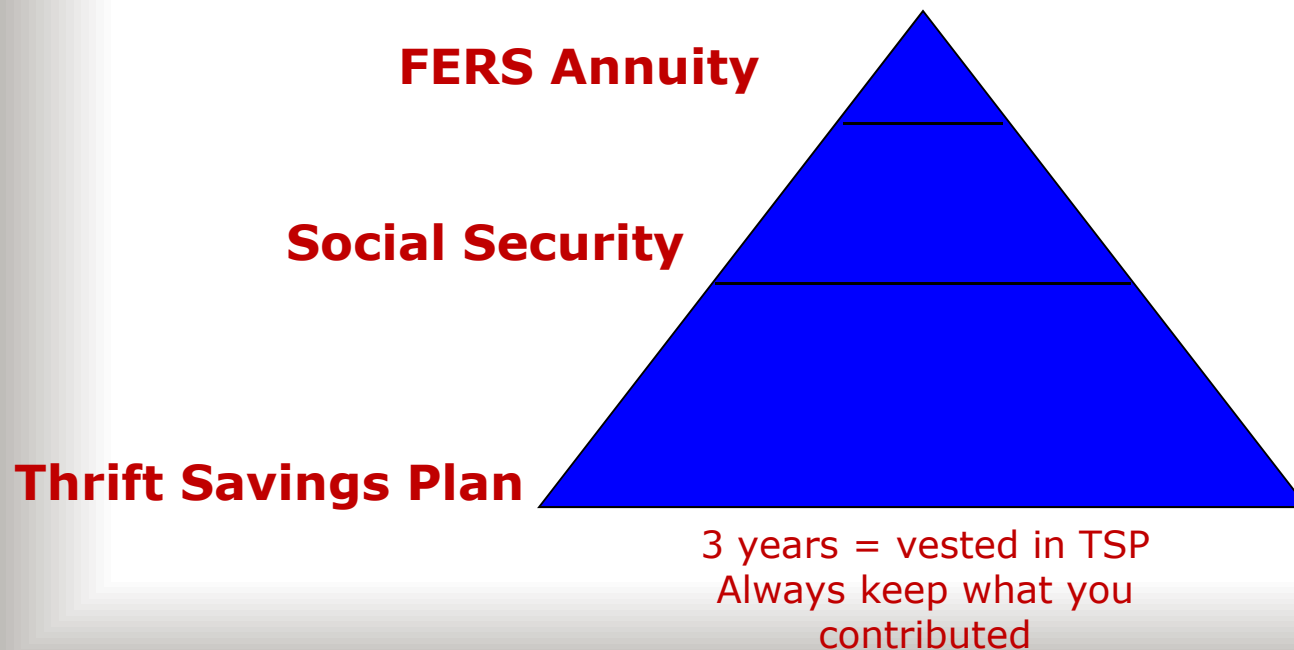 FERS Annuity
Social Security
Thrift Savings Plan
3 years = vested in TSP
Always keep what you
contributed